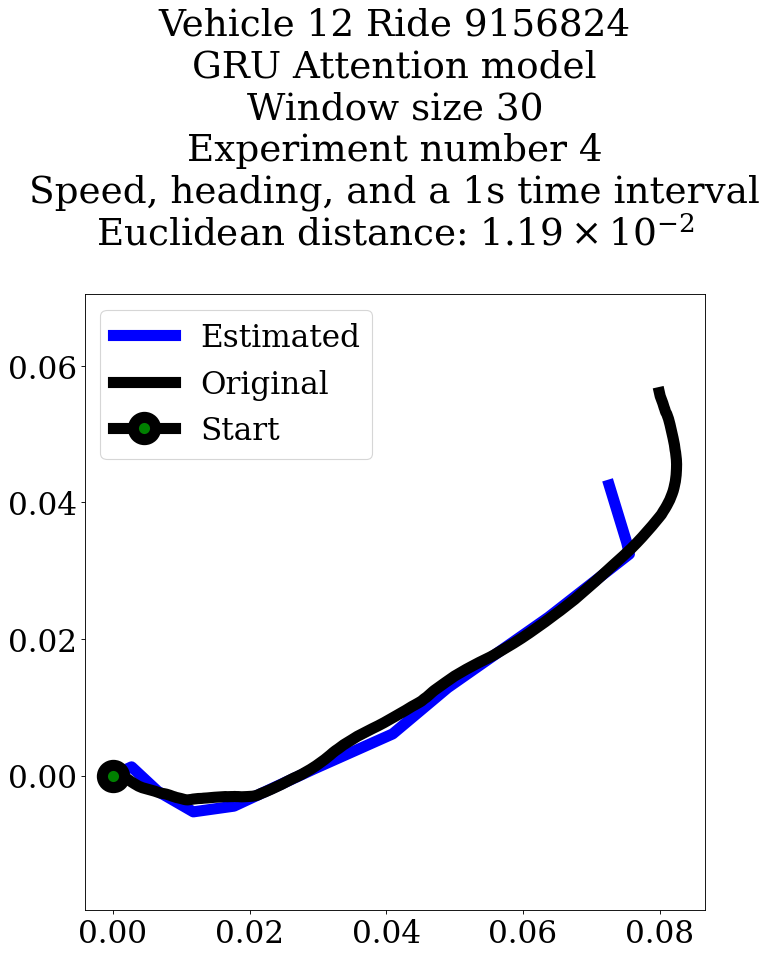 Vehicle 12 Ride 9156824
GRU Attention model
Window size 30
Experiment number 4
Speed, heading, and a 1s time interval
Euclidean distance: 1.19 × 10⁻²
Estimated
Original
Start
0.06
0.04
0.02
0.00
0.00 0.02 0.04 0.06 0.08